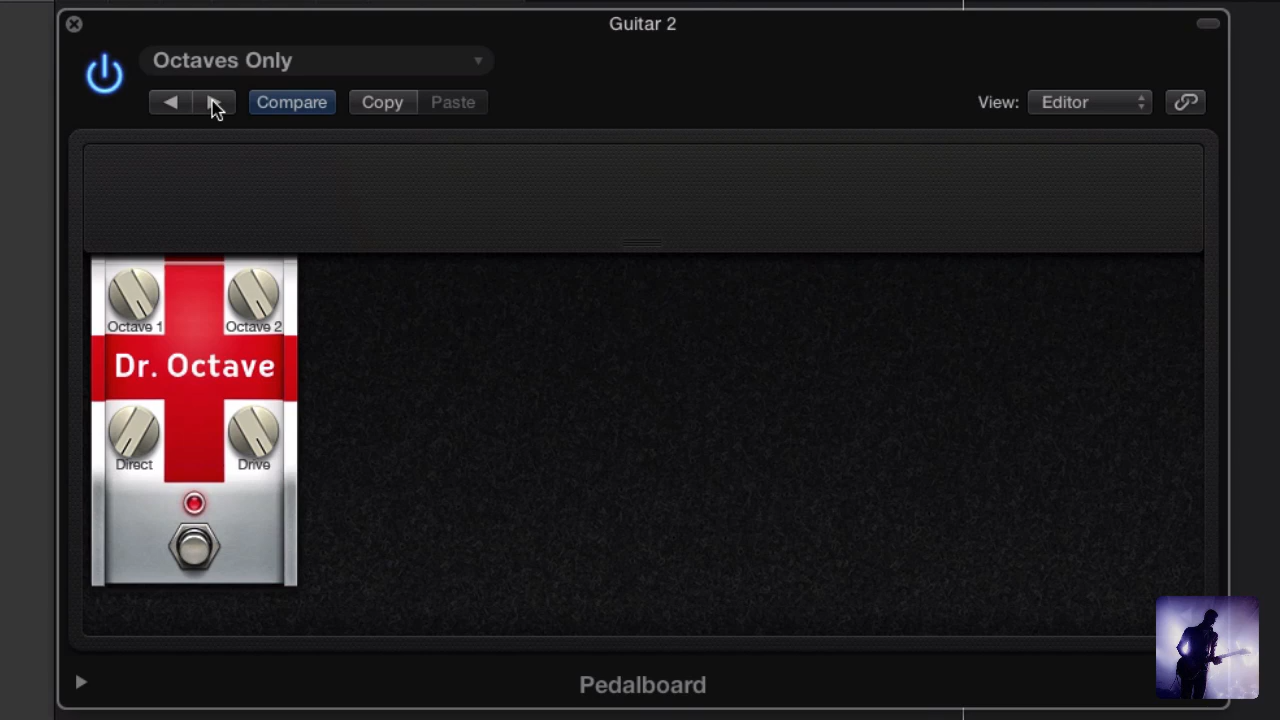 Guitar 2
Octaves Only
Compare
Copy
Paste
View:
Editor
Octave 1
Octave 2
Dr. Octave
Direct
Drive
Pedalboard